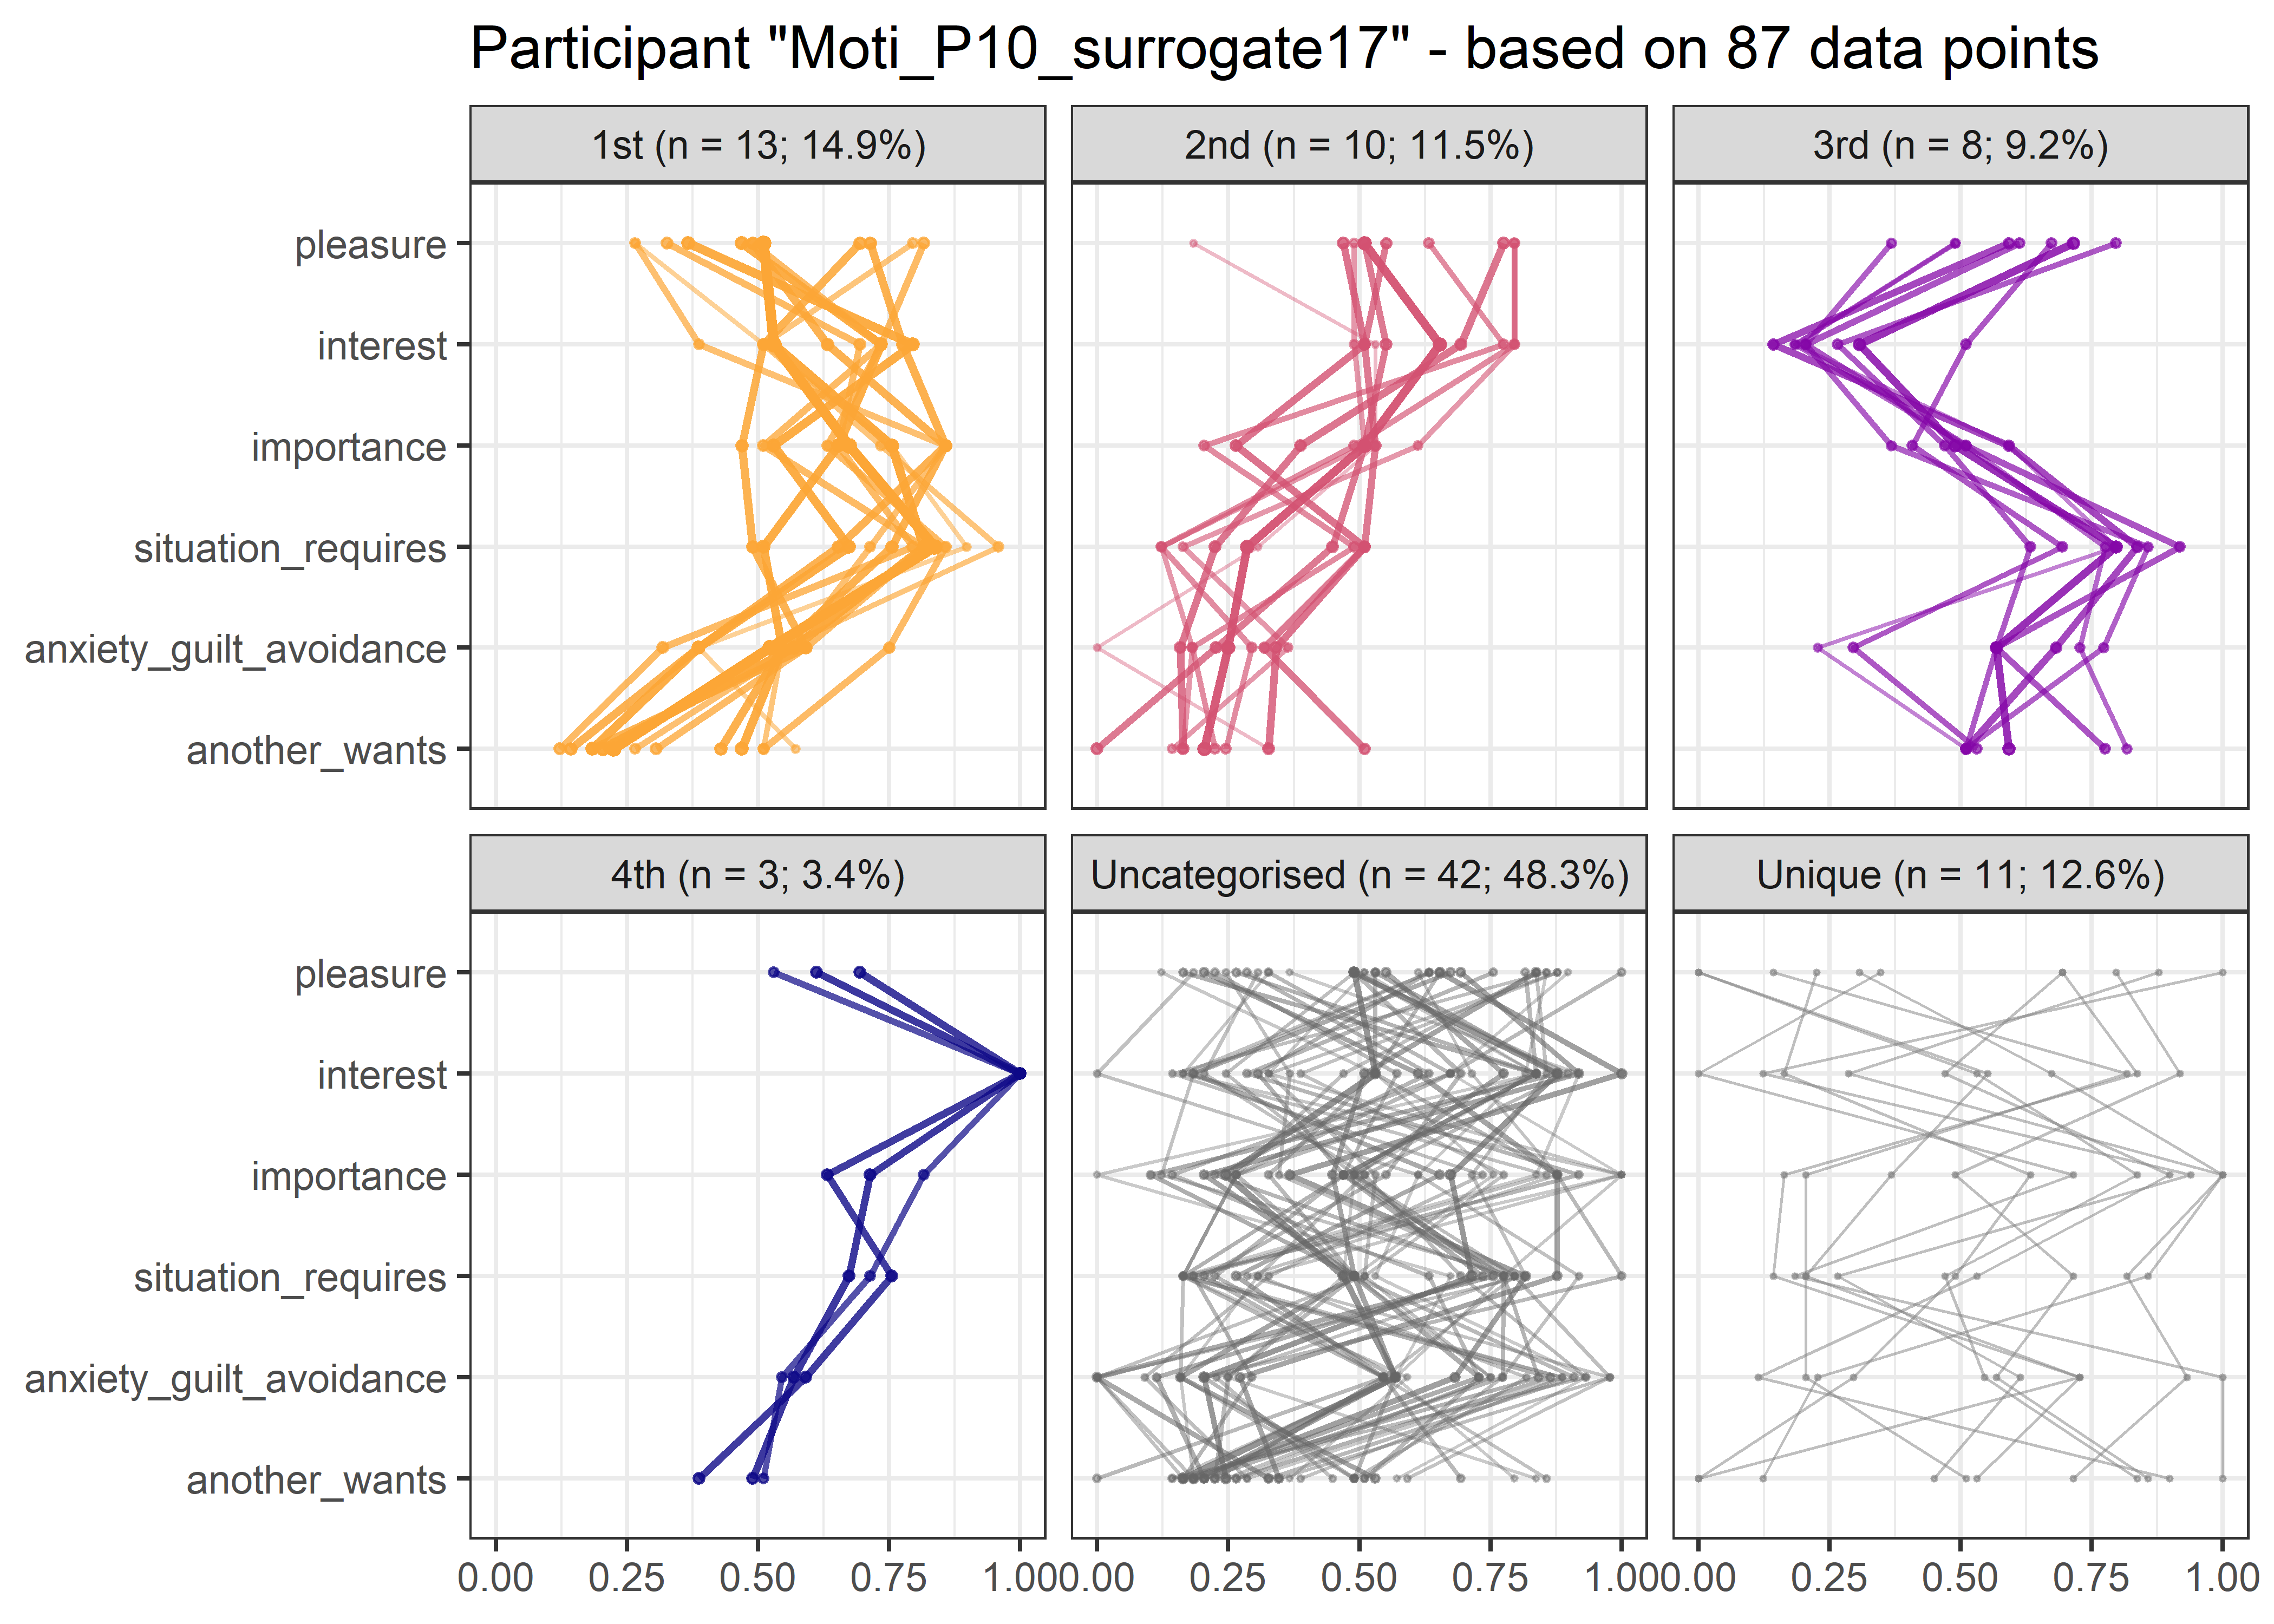 Participant "Moti_P10_surrogate17" - based on 87 data points
1st (n = 13; 14.9%)
2nd (n = 10; 11.5%)
3rd (n = 8; 9.2%)
pleasure
interest
importance
situation_requires
anxiety_guilt_avoidance
another_wants
4th (n = 3; 3.4%)
Uncategorised (n = 42; 48.3%)
Unique (n = 11; 12.6%)
pleasure
interest
importance
situation_requires
anxiety_guilt_avoidance
another_wants
0.00 0.25 0.50 0.75 1.00
0.00 0.25 0.50 0.75 1.00
0.00 0.25 0.50 0.75 1.00